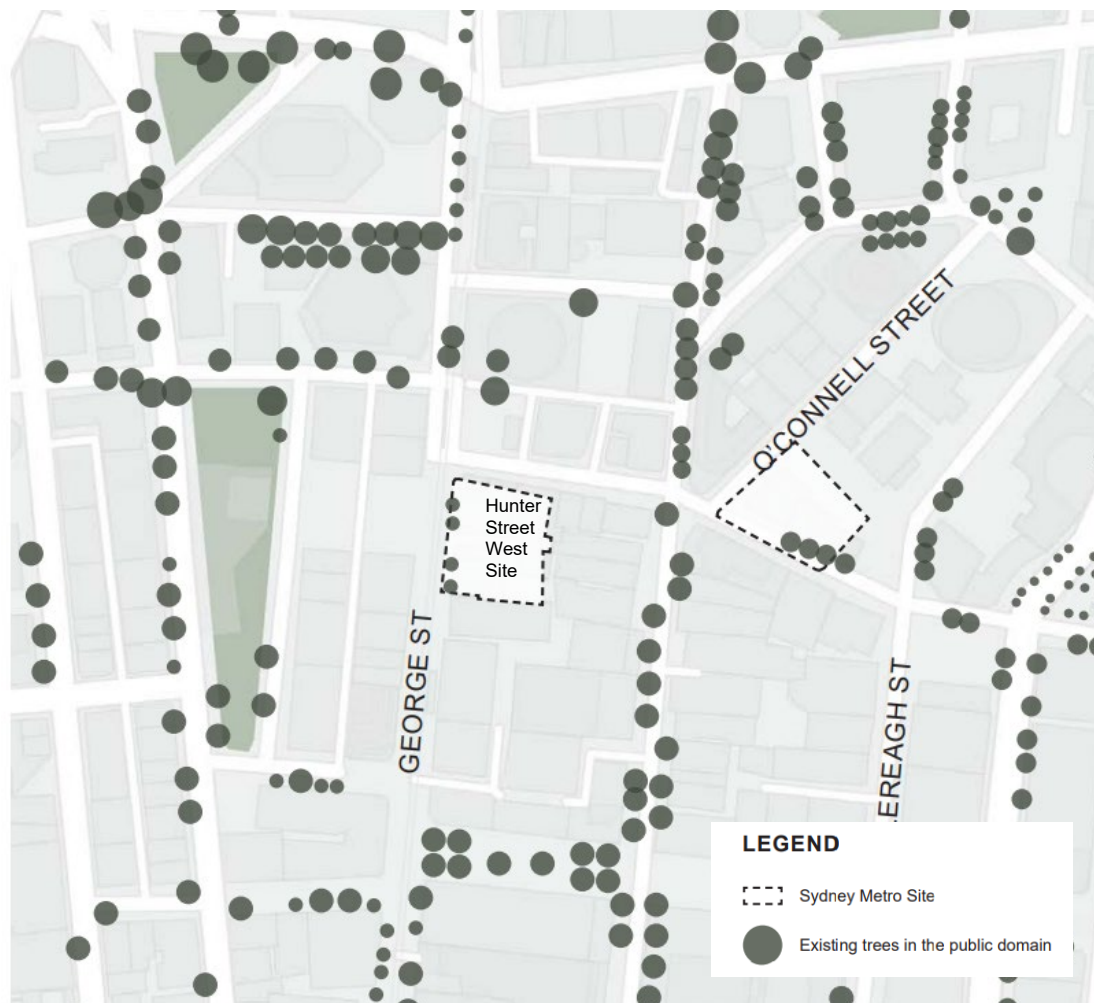 O'CONNELL STREET
Hunter
Street
West
Site
GEORGE ST
EREAGH ST
LEGEND
Sydney Metro Site
Existing trees in the public domain